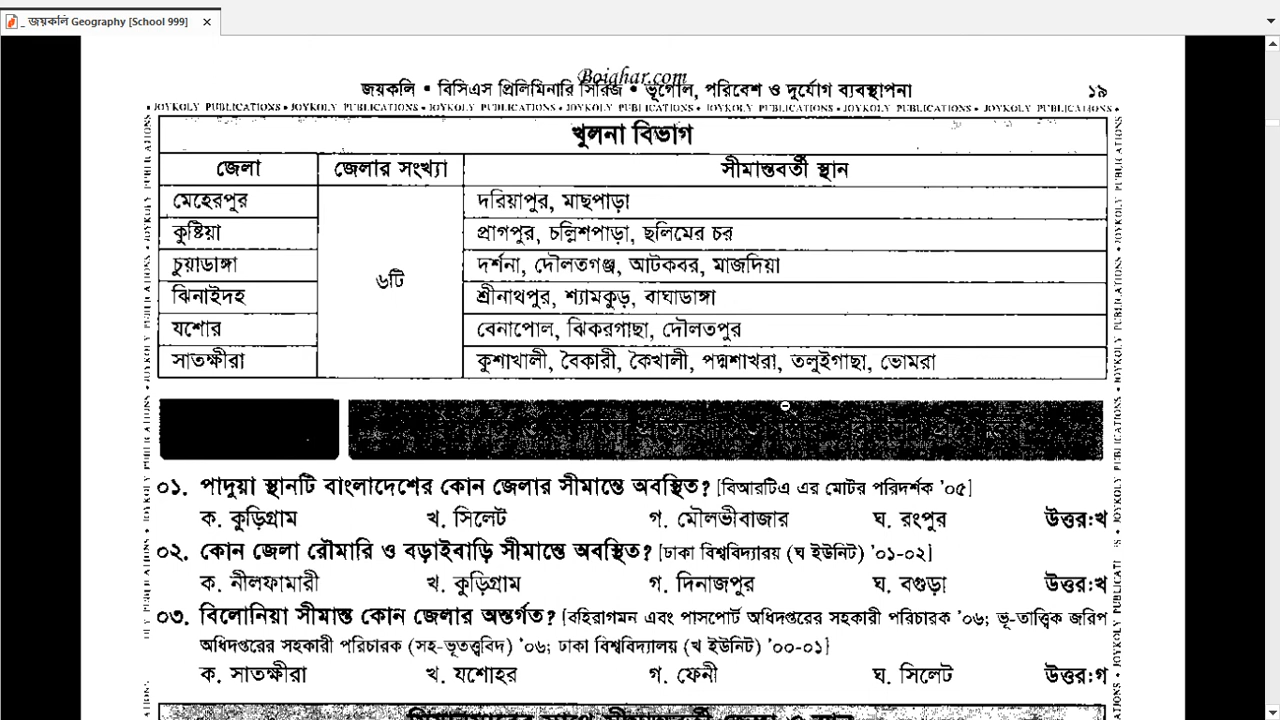 জয়কলি Geography [School 999]
Boighar.com
জয়কলি • বিসিএস প্রিলিমিনারি সিরিজ • ভূগোল, পরিবেশ ও দুর্যোগ ব্যবস্থাপনা ১৯
• JOYKOLY PUBLICATIONS • JOYKOLY PUBLICATIONS • JOYKOLY PUBLICATIONS • JOYKOLY PUBLICATIONS • JOYKOLY PUBLICATIONS • JOYKOLY PUBLICATIONS • JOYKOLY PUBLICATIONS •
খুলনা বিভাগ
জেলা জেলার সংখ্যা সীমান্তবর্তী স্থান
মেহেরপুর দরিয়াপুর, মাছপাড়া
কুষ্টিয়া প্রাগপুর, চল্লিশপাড়া, ছলিমের চর
চুয়াডাঙ্গা দর্শনা, দৌলতগঞ্জ, আটকবর, মাজদিয়া
৬টি
ঝিনাইদহ শ্রীনাথপুর, শ্যামকুড়, বাঘাডাঙ্গা
যশোর বেনাপোল, ঝিকরগাছা, দৌলতপুর
সাতক্ষীরা কুশাখালী, বৈকারী, কৈখালী, পদ্মশাখরা, তলুইগাছা, ভোমরা
০১. পাদুয়া স্থানটি বাংলাদেশের কোন জেলার সীমান্তে অবস্থিত? [বিআরটিএ এর মোটর পরিদর্শক '০৫]
ক. কুড়িগ্রাম খ. সিলেট গ. মৌলভীবাজার ঘ. রংপুর উত্তর:খ
০২. কোন জেলা রৌমারি ও বড়াইবাড়ি সীমান্তে অবস্থিত? [ঢাকা বিশ্ববিদ্যারয় (ঘ ইউনিট) '০১-০২]
ক. নীলফামারী খ. কুড়িগ্রাম গ. দিনাজপুর ঘ. বগুড়া উত্তর:খ
০৩. বিলোনিয়া সীমান্ত কোন জেলার অন্তর্গত? [বহিরাগমন এবং পাসপোর্ট অধিদপ্তরের সহকারী পরিচারক '০৬; ভূ-তাত্ত্বিক জরিপ
অধিদপ্তরের সহকারী পরিচারক (সহ-ভূতত্ত্ববিদ) '০৬; ঢাকা বিশ্ববিদ্যালয় (খ ইউনিট) '০০-০১]
ক. সাতক্ষীরা খ. যশোহর গ. ফেনী ঘ. সিলেট উত্তর:গ